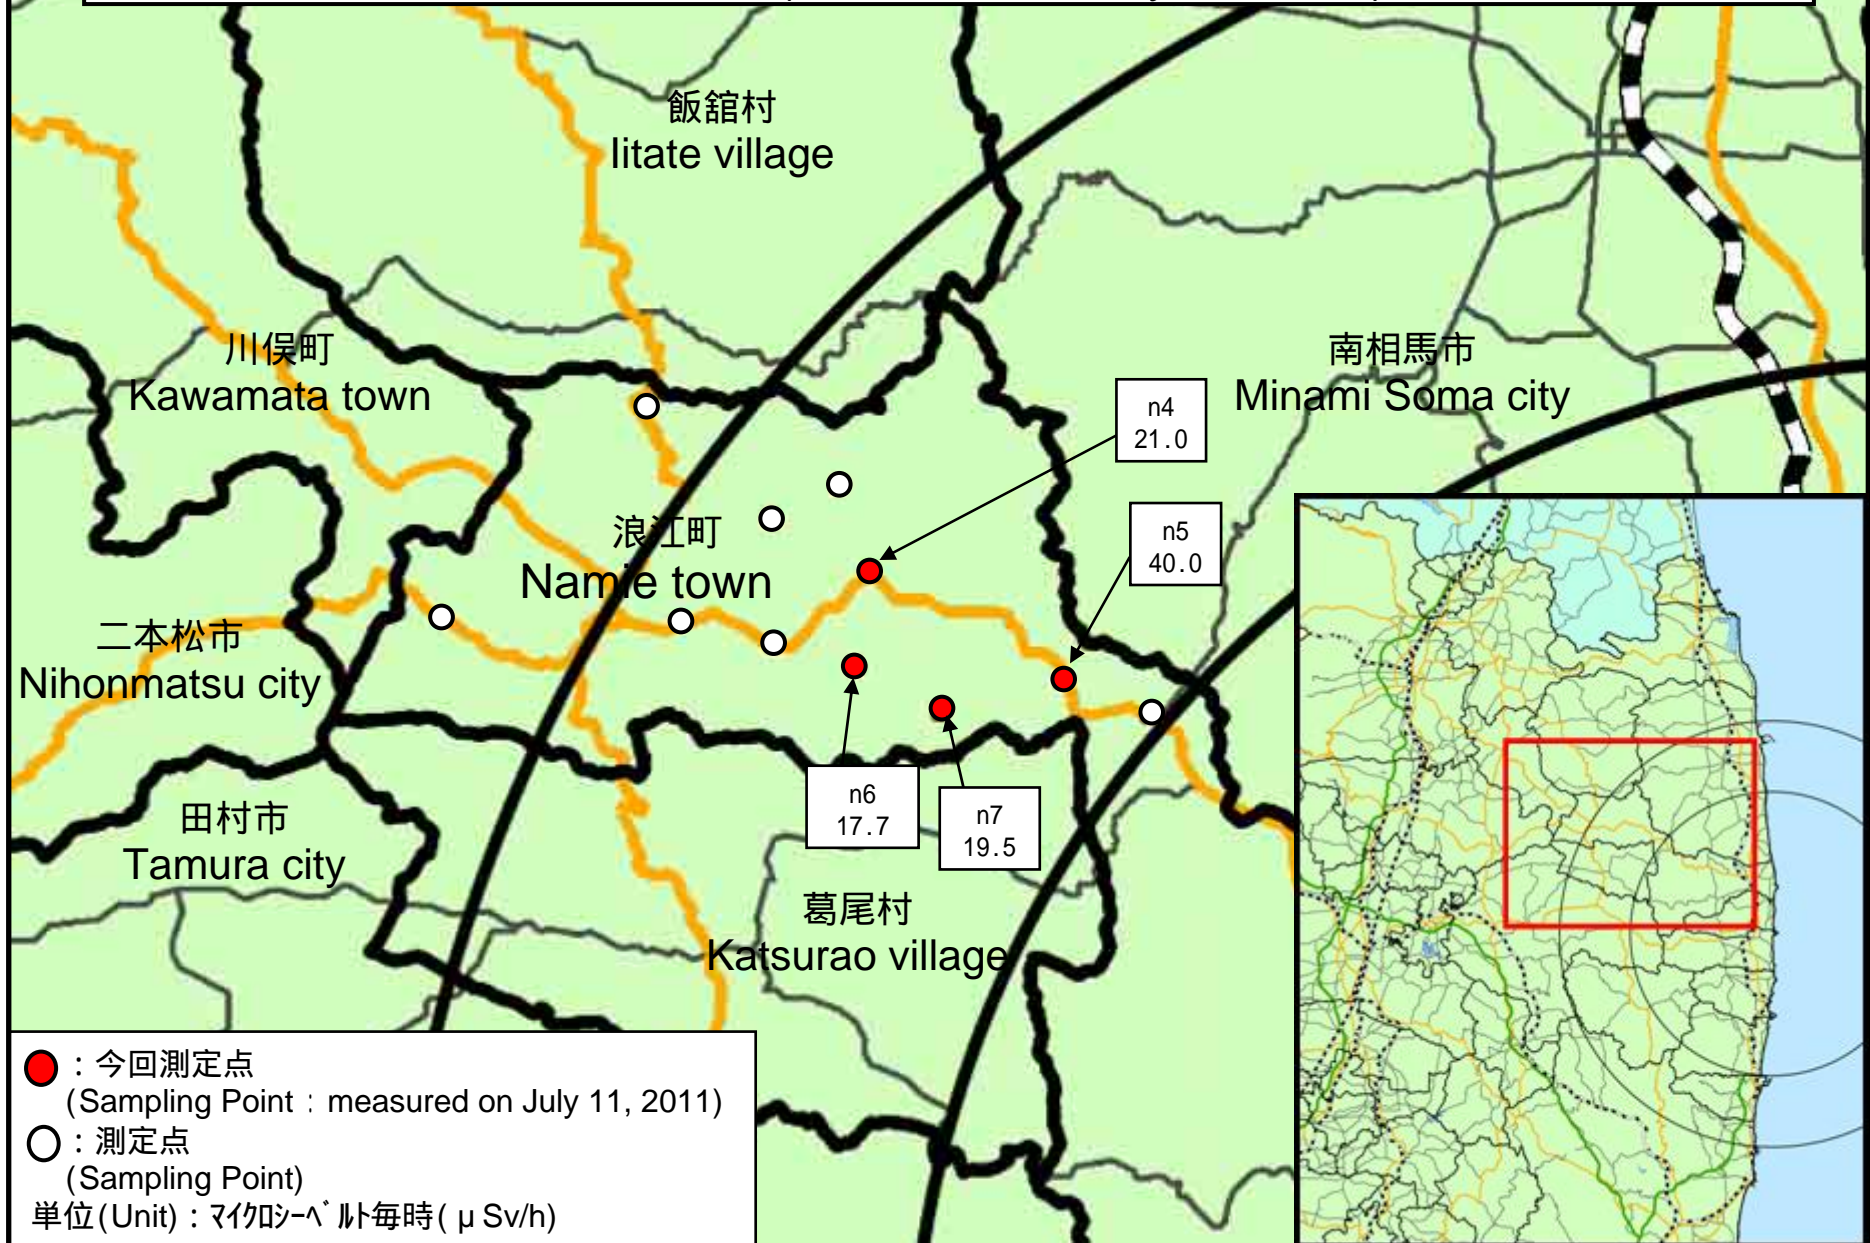 飯舘村
Iitate village
川俣町
Kawamata town
南相馬市
Minami Soma city
n4
21.0
n5
40.0
浪江町
Namie town
二本松市
Nihonmatsu city
n6
17.7
n7
19.5
田村市
Tamura city
葛尾村
Katsurao village
：今回測定点
(Sampling Point：measured on July 11, 2011)
：測定点
(Sampling Point)
単位(Unit)：ﾏｲｸﾛｼｰﾍﾞﾙﾄ毎時( μ Sv/h)